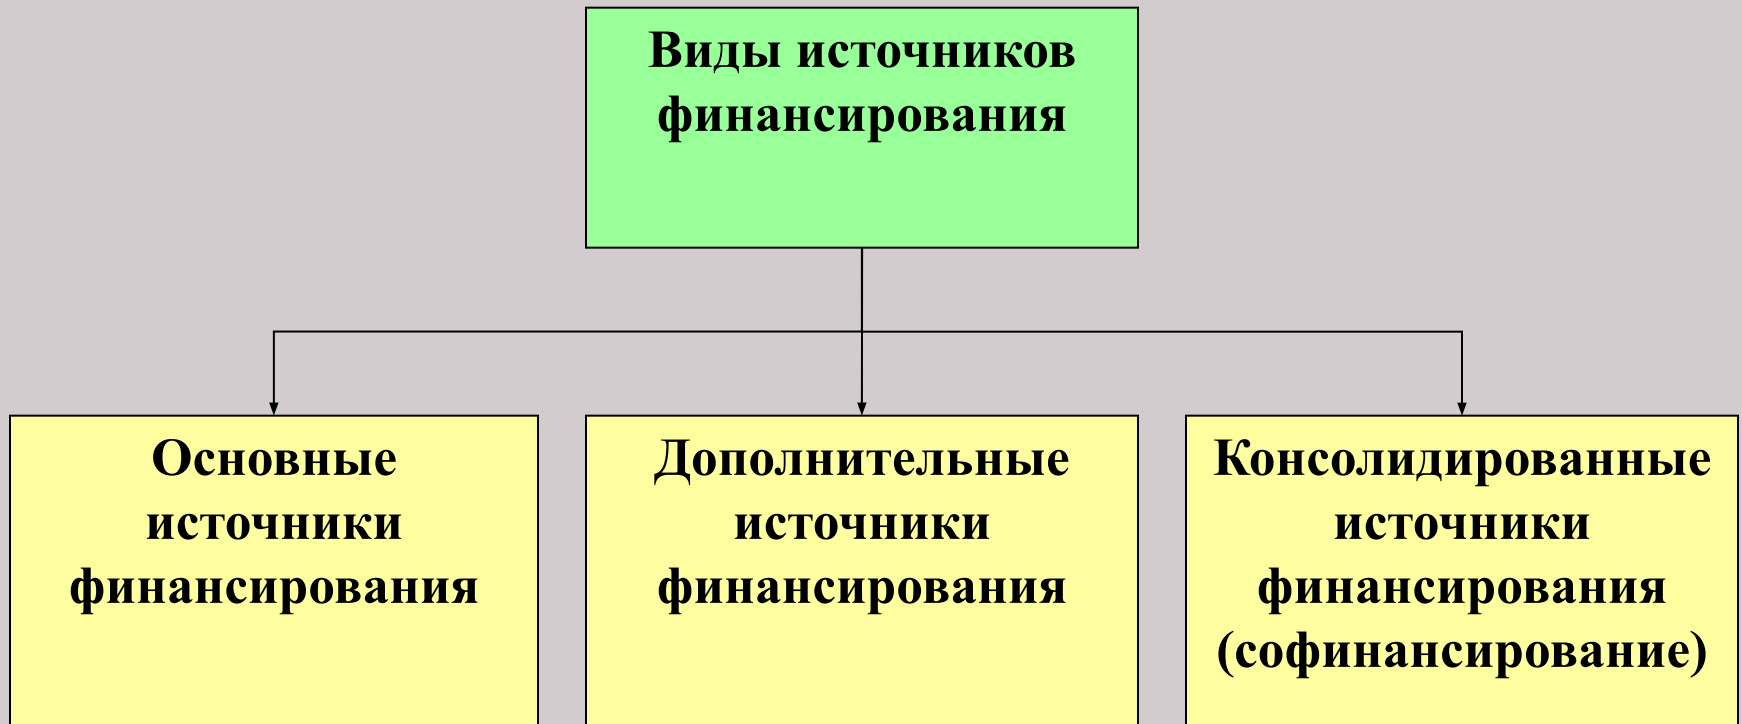 Виды источников
финансирования
Основные
источники
финансирования
Дополнительные
источники
финансирования
Консолидированные
источники
финансирования
(софинансирование)